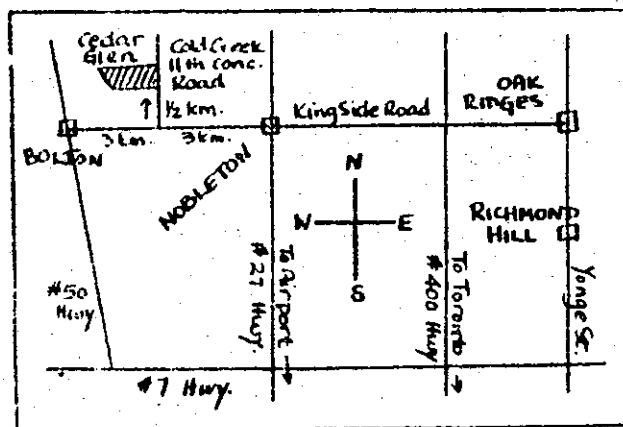 Cedar
Glen
Cold Creek
11th conc.
Road
1/2 km.
King Side Road
OAK
RIDGES
3 km.
3 km.
BOLTON
NOBLETON
N
N
E
S
RICHMOND
HILL
#50
Hwy
#27 Hwy.
To Airport
#400 Hwy
To Toronto
Yonge St.
#7 Hwy.